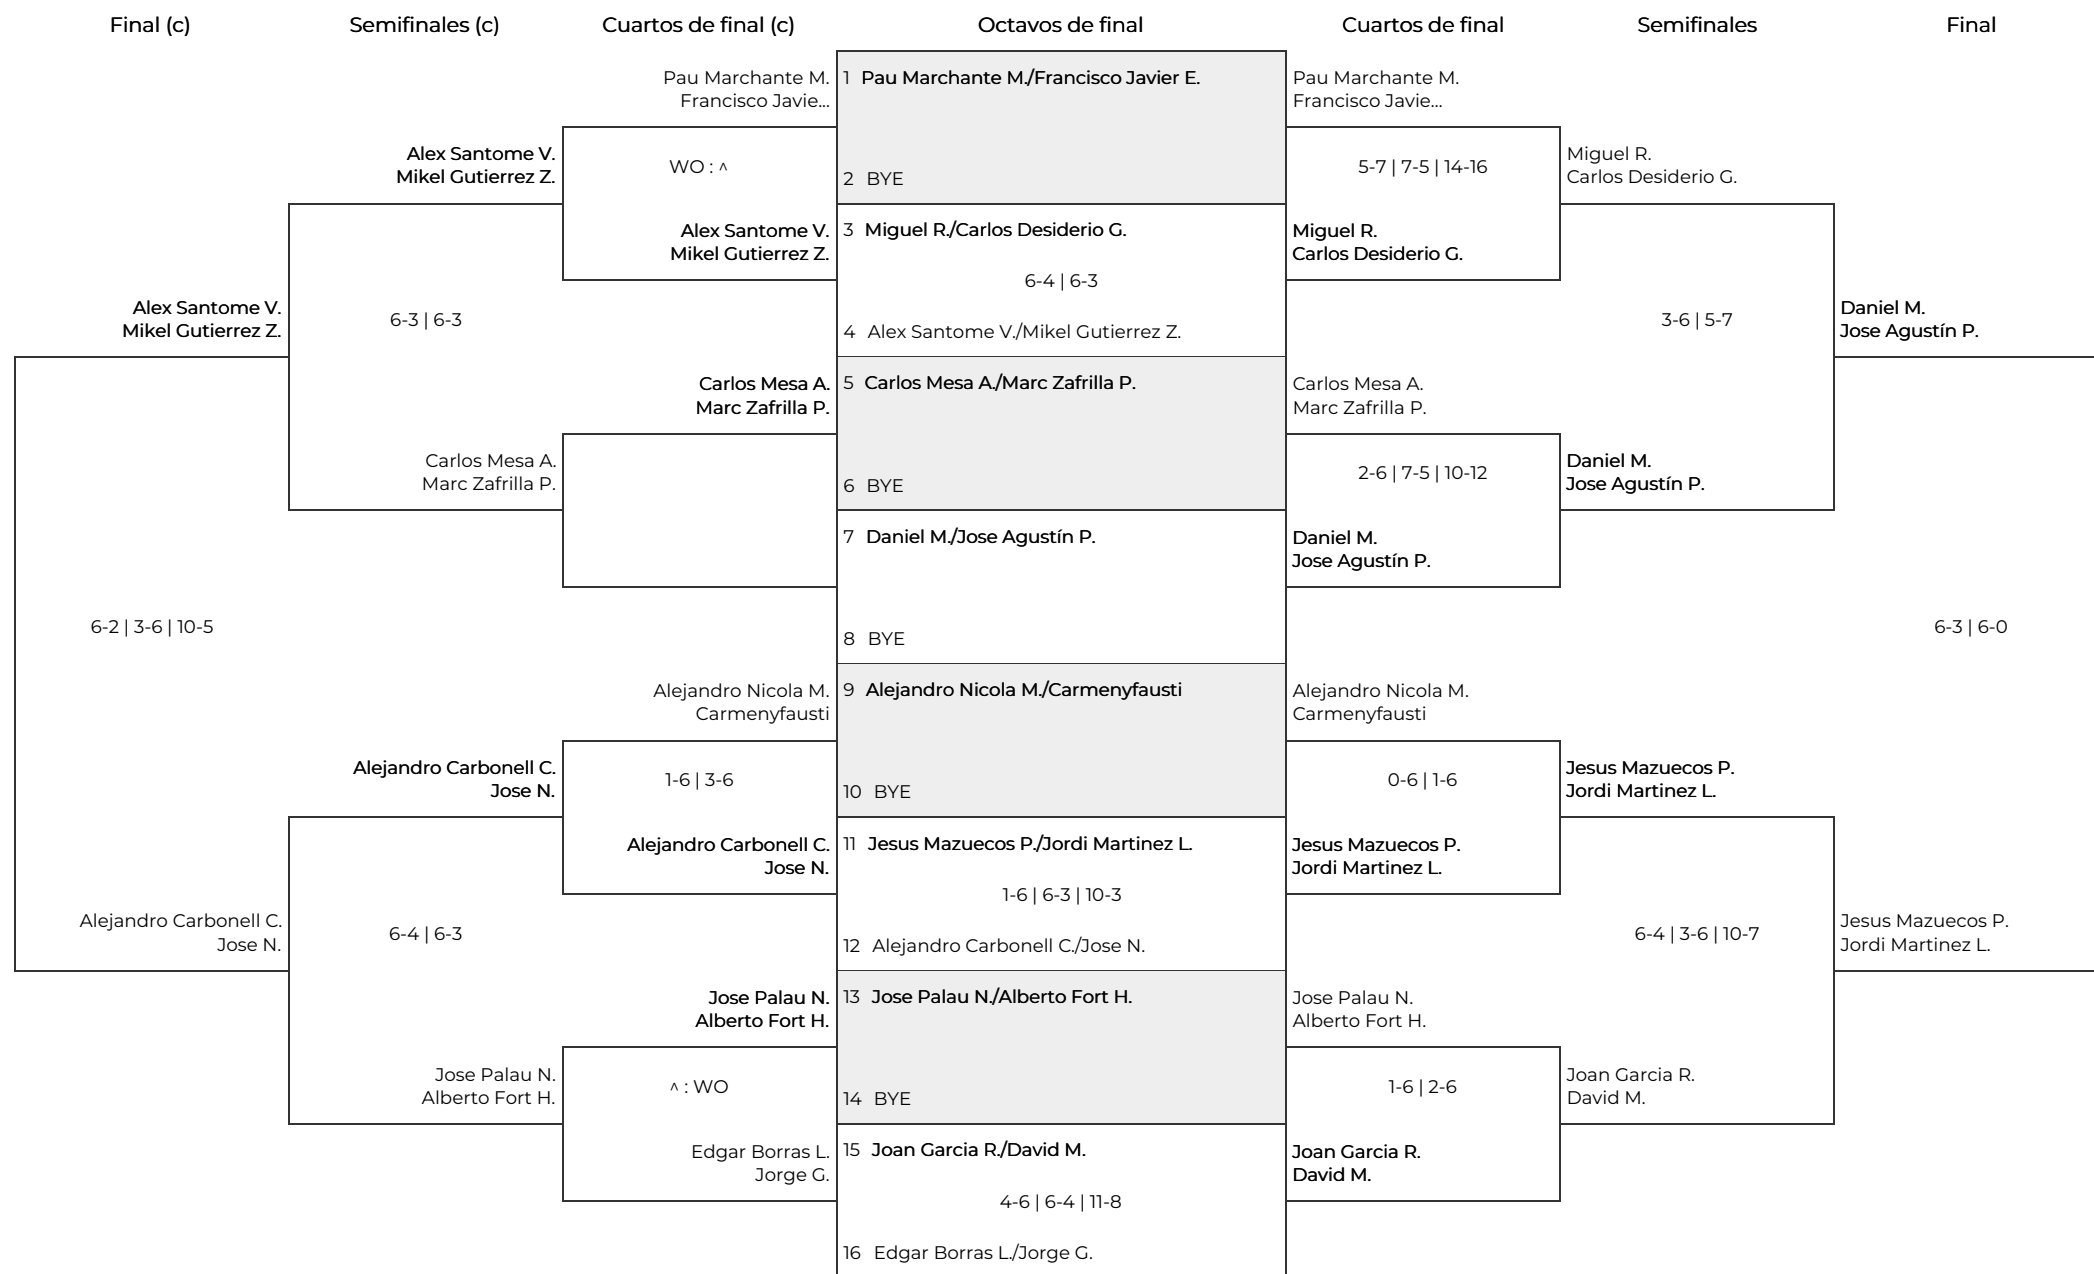 Final (c)
Semifinales (c)
Cuartos de final (c)
Octavos de final
Cuartos de final
Semifinales
Final
Alex Santome V.
Mikel Gutierrez Z.
6-2 | 3-6 | 10-5
Alejandro Carbonell C.
Jose N.
Alex Santome V.
Mikel Gutierrez Z.
6-3 | 6-3
Carlos Mesa A.
Marc Zafrilla P.
Alejandro Carbonell C.
Jose N.
6-4 | 6-3
Jose Palau N.
Alberto Fort H.
Pau Marchante M.
Francisco Javie...
WO : ^
Alex Santome V.
Mikel Gutierrez Z.
Carlos Mesa A.
Marc Zafrilla P.
Alejandro Nicola M.
Carmenyfausti
1-6 | 3-6
Alejandro Carbonell C.
Jose N.
Jose Palau N.
Alberto Fort H.
^ : WO
Edgar Borras L.
Jorge G.
1 Pau Marchante M./Francisco Javier E.
2 BYE
3 Miguel R./Carlos Desiderio G.
6-4 | 6-3
4 Alex Santome V./Mikel Gutierrez Z.
5 Carlos Mesa A./Marc Zafrilla P.
6 BYE
7 Daniel M./Jose Agustín P.
8 BYE
9 Alejandro Nicola M./Carmenyfausti
10 BYE
11 Jesus Mazuecos P./Jordi Martinez L.
1-6 | 6-3 | 10-3
12 Alejandro Carbonell C./Jose N.
13 Jose Palau N./Alberto Fort H.
14 BYE
15 Joan Garcia R./David M.
4-6 | 6-4 | 11-8
16 Edgar Borras L./Jorge G.
Pau Marchante M.
Francisco Javie...
5-7 | 7-5 | 14-16
Miguel R.
Carlos Desiderio G.
Carlos Mesa A.
Marc Zafrilla P.
2-6 | 7-5 | 10-12
Daniel M.
Jose Agustín P.
Alejandro Nicola M.
Carmenyfausti
0-6 | 1-6
Jesus Mazuecos P.
Jordi Martinez L.
Jose Palau N.
Alberto Fort H.
1-6 | 2-6
Joan Garcia R.
David M.
Miguel R.
Carlos Desiderio G.
3-6 | 5-7
Daniel M.
Jose Agustín P.
Jesus Mazuecos P.
Jordi Martinez L.
6-4 | 3-6 | 10-7
Joan Garcia R.
David M.
Daniel M.
Jose Agustín P.
6-3 | 6-0
Jesus Mazuecos P.
Jordi Martinez L.